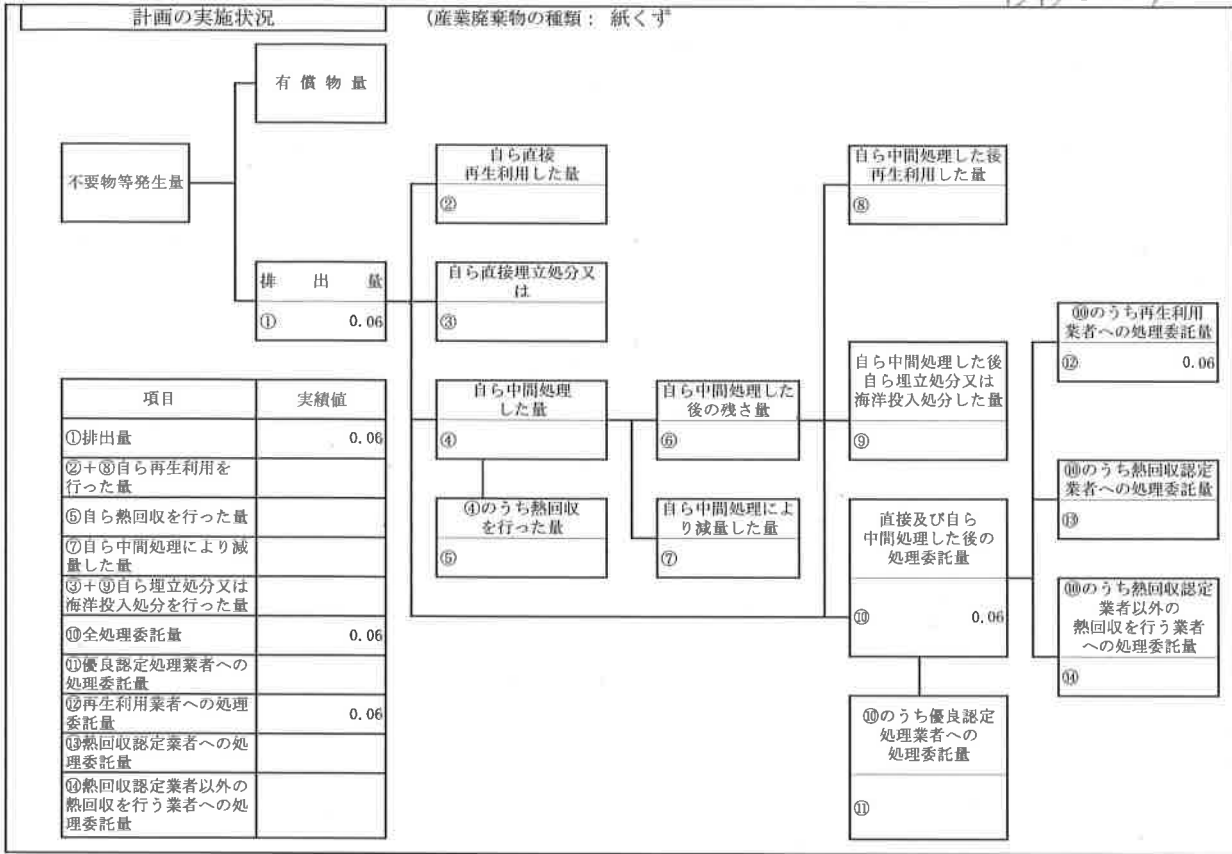 計画の実施状況
(産業廃棄物の種類： 紙くず
有償物量
不要物等発生量
排出量
① 0.06
自ら直接
再生利用した量
②
自ら直接埋立処分又
は
③
自ら中間処理
した量
④
④のうち熱回収
を行った量
⑤
自ら中間処理した
後の残さ量
⑥
自ら中間処理によ
り減量した量
⑦
自ら中間処理した後
再生利用した量
⑧
自ら中間処理した後
自ら埋立処分又は
海洋投入処分した量
⑨
直接及び自ら
中間処理した後の
処理委託量
⑩ 0.06
⑩のうち優良認定
処理業者への
処理委託量
⑪
⑩のうち再生利用
業者への処理委託量
⑫ 0.06
⑩のうち熱回収認定
業者への処理委託量
⑬
⑩のうち熱回収認定
業者以外の
熱回収を行う業者
への処理委託量
⑭
項目 実績値
①排出量 0.06
②＋⑧自ら再生利用を
行った量
⑤自ら熱回収を行った量
⑦自ら中間処理により減
量した量
③＋⑨自ら埋立処分又は
海洋投入処分を行った量
⑩全処理委託量 0.06
⑪優良認定処理業者への
処理委託量
⑫再生利用業者への処理
委託量 0.06
⑬熱回収認定業者への処
理委託量
⑭熱回収認定業者以外の
熱回収を行う業者への処
理委託量